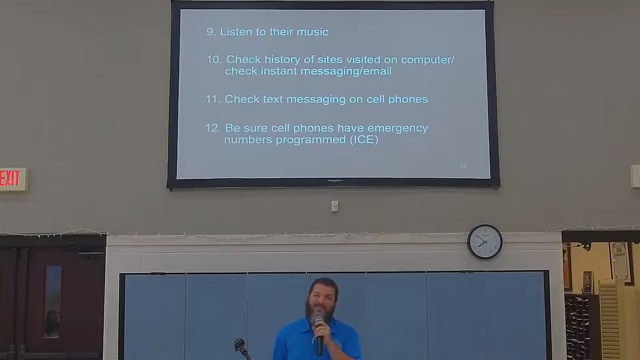 9. Listen to their music
10. Check history of sites visited on computer/
check instant messaging/email
11. Check text messaging on cell phones
12. Be sure cell phones have emergency
numbers programmed (ICE)
EXIT